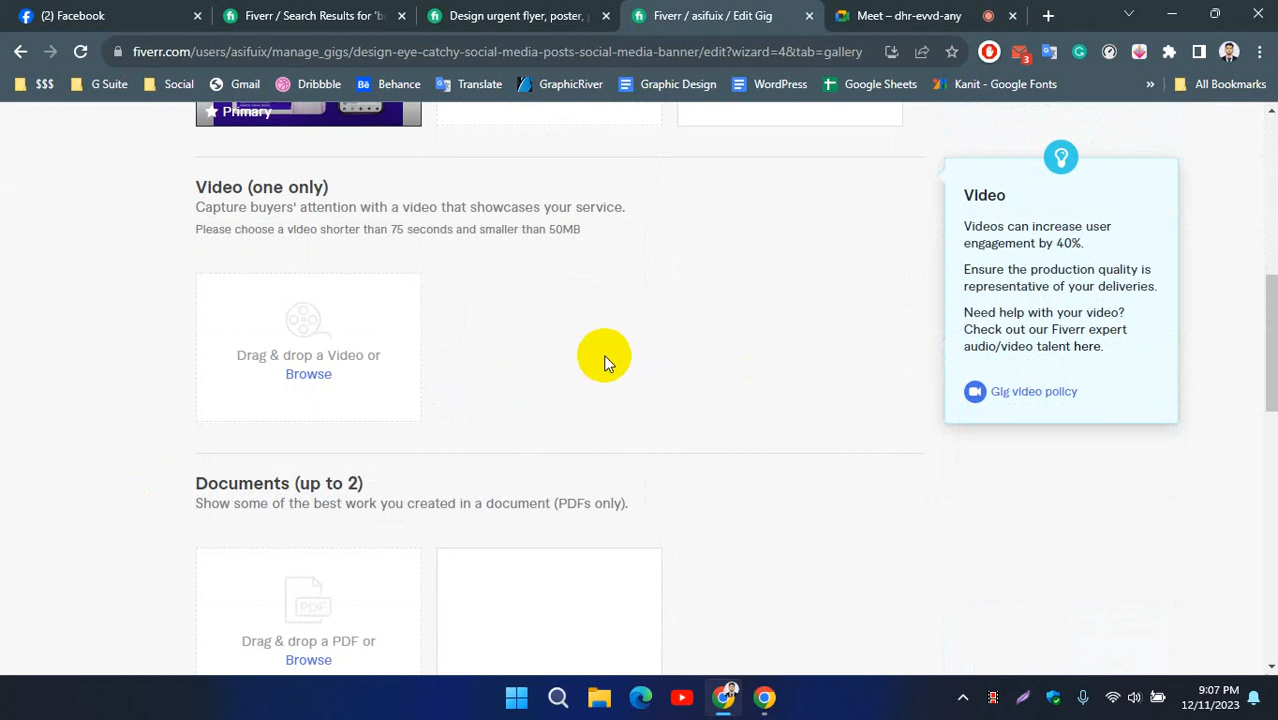 (2) Facebook
Fiverr / Search Results for 'b
Design urgent flyer, poster,
Fiverr / asifuix / Edit Gig
Meet – dhr-evvd-any
fiverr.com/users/asifuix/manage_gigs/design-eye-catchy-social-media-posts-social-media-banner/edit?wizard=4&tab=gallery
3
$$$
G Suite
Social
Gmail
Dribbble
Behance
Translate
GraphicRiver
Graphic Design
WordPress
Google Sheets
Kanit - Google Fonts
»
All Bookmarks
Primary
Video (one only)
Capture buyers' attention with a video that showcases your service.
Please choose a video shorter than 75 seconds and smaller than 50MB
Drag & drop a Video or
Browse
Video
Videos can increase user
engagement by 40%.
Ensure the production quality is
representative of your deliveries.
Need help with your video?
Check out our Fiverr expert
audio/video talent here.
Gig video policy
Documents (up to 2)
Show some of the best work you created in a document (PDFs only).
PDF
Drag & drop a PDF or
Browse
9:07 PM
12/11/2023